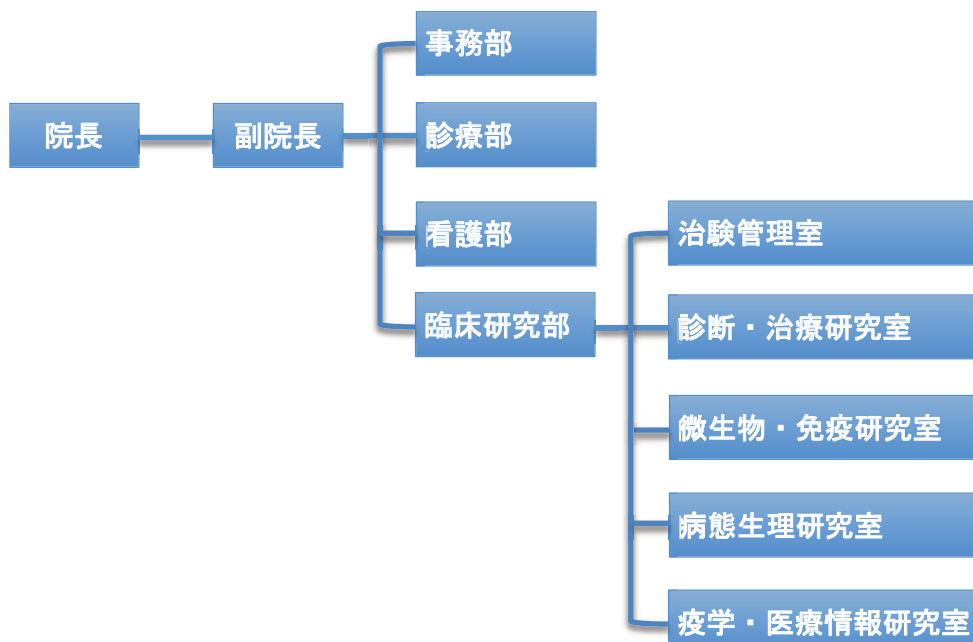 事務部
院長
副院長
診療部
看護部
治験管理室
臨床研究部
診断・治療研究室
微生物・免疫研究室
病態生理研究室
疫学・医療情報研究室